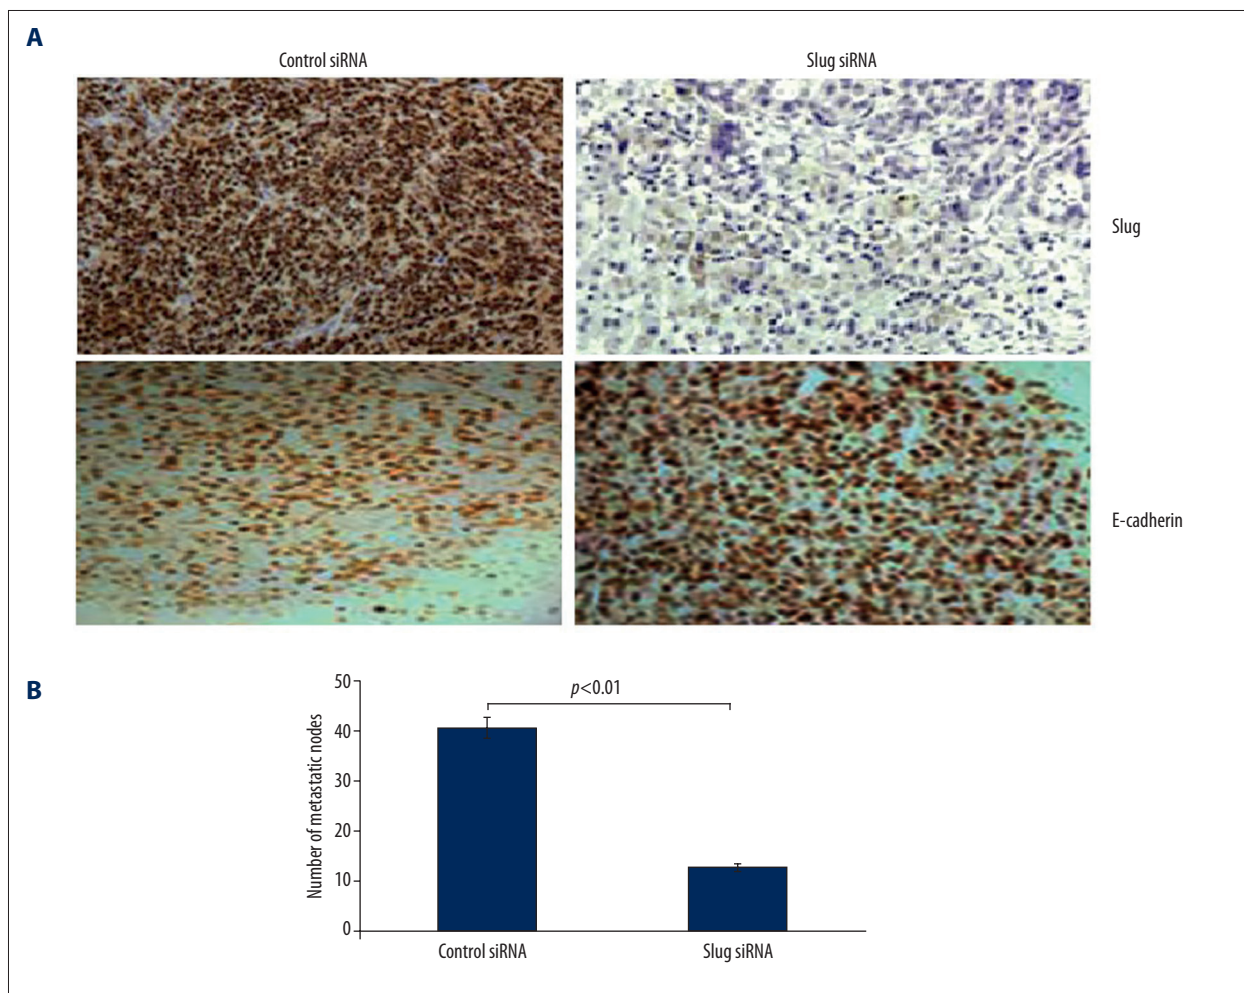 A
Control siRNA
Slug siRNA
Slug
E-cadherin
B
Number of metastatic nodes
50
40
30
20
10
0
p<0.01
Control siRNA
Slug siRNA